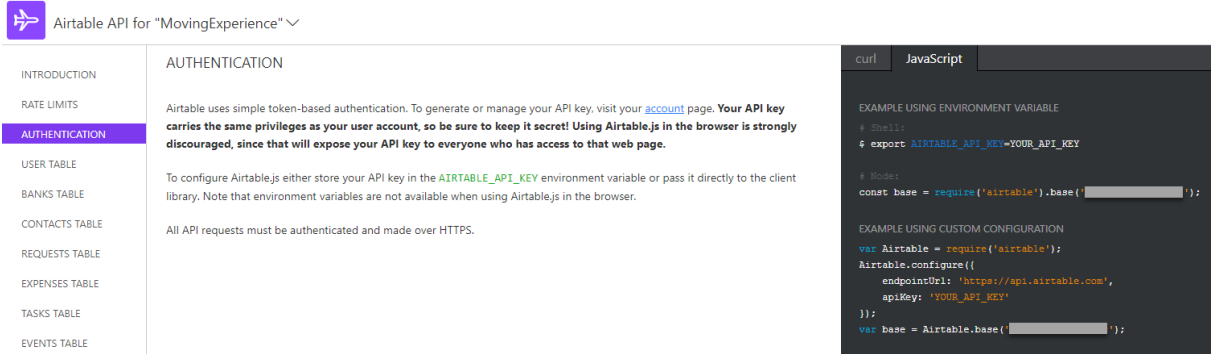 Airtable API for "MovingExperience"
INTRODUCTION
RATE LIMITS
AUTHENTICATION
USER TABLE
BANKS TABLE
CONTACTS TABLE
REQUESTS TABLE
EXPENSES TABLE
TASKS TABLE
EVENTS TABLE
AUTHENTICATION
Airtable uses simple token-based authentication. To generate or manage your API key, visit your account page. Your API key
carries the same privileges as your user account, so be sure to keep it secret! Using Airtable.js in the browser is strongly
discouraged, since that will expose your API key to everyone who has access to that web page.
To configure Airtable.js either store your API key in the AIRTABLE_API_KEY environment variable or pass it directly to the client
library. Note that environment variables are not available when using Airtable.js in the browser.
All API requests must be authenticated and made over HTTPS.
curl JavaScript
EXAMPLE USING ENVIRONMENT VARIABLE
# Shell:
$ export AIRTABLE_API_KEY=YOUR_API_KEY
# Node:
const base = require('airtable').base('');
EXAMPLE USING CUSTOM CONFIGURATION
var Airtable = require('airtable');
Airtable.configure({
endpointUrl: 'https://api.airtable.com',
apiKey: 'YOUR_API_KEY'
});
var base = Airtable.base('');